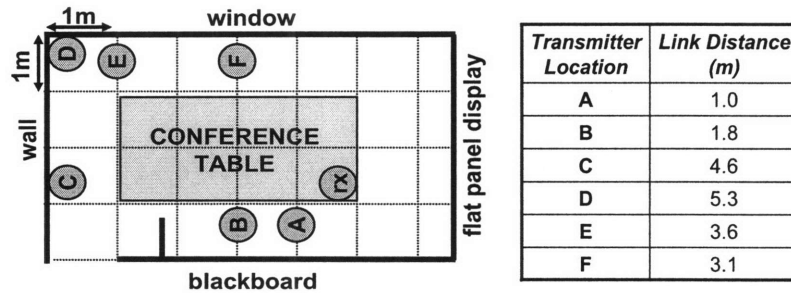 1m
window
1m
D
E
F
wall
CONFERENCE
TABLE
C
rx
B
A
flat panel display
blackboard
Transmitter Location
Link Distance (m)
A 1.0
B 1.8
C 4.6
D 5.3
E 3.6
F 3.1